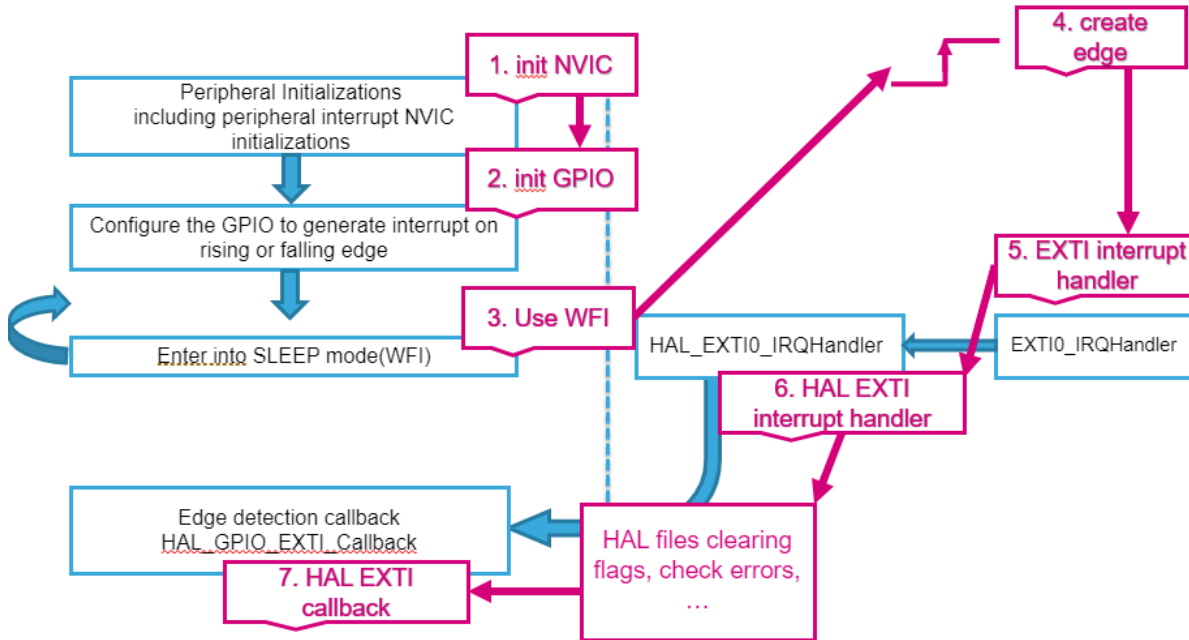 1. init NVIC
Peripheral Initializations
including peripheral interrupt NVIC
initializations
2. init GPIO
Configure the GPIO to generate interrupt on
rising or falling edge
3. Use WFI
Enter into SLEEP mode(WFI)
4. create
edge
5. EXTI interrupt
handler
EXTI0_IRQHandler
HAL_EXTI0_IRQHandler
6. HAL EXTI
interrupt handler
HAL files clearing
flags, check errors,
…
Edge detection callback
HAL_GPIO_EXTI_Callback
7. HAL EXTI
callback